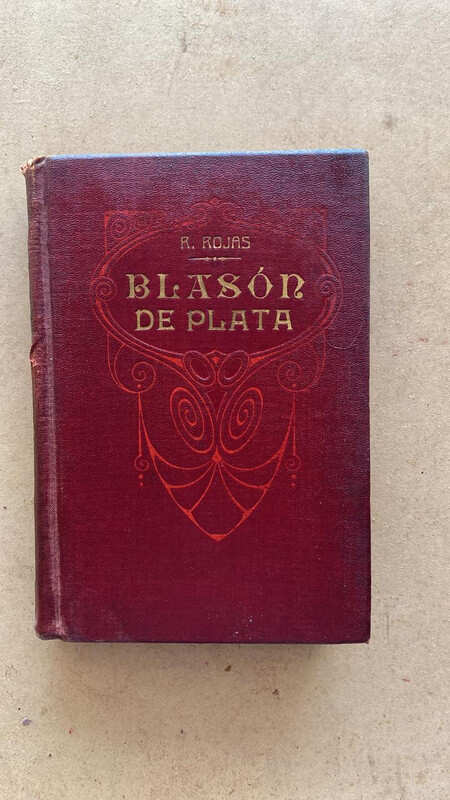 R. ROJAS
BLASÓN
DE PLATA